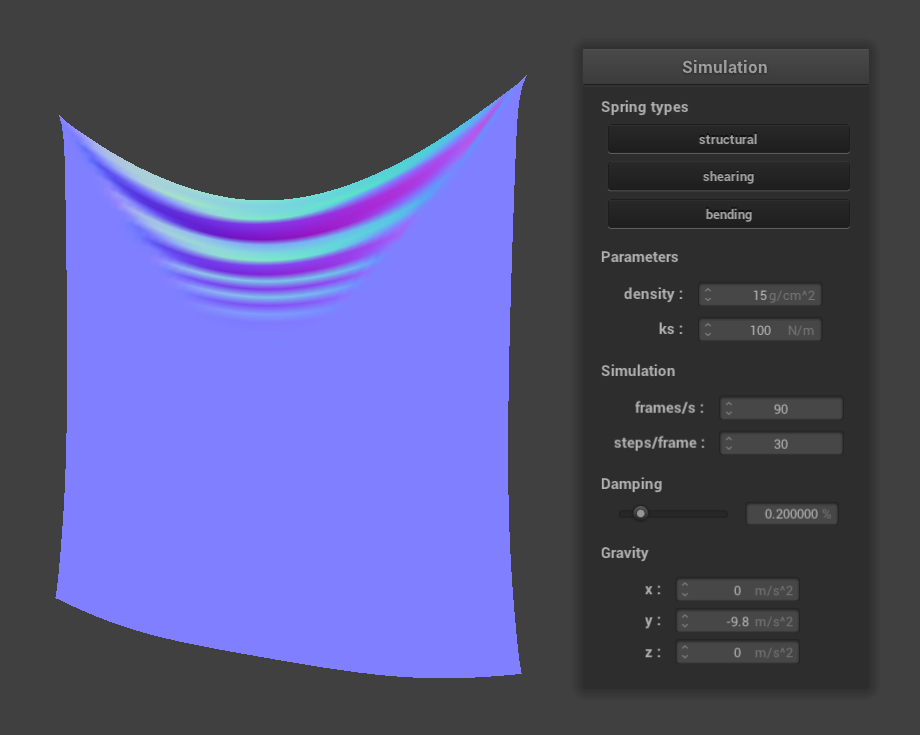 Simulation
Spring types
structural
shearing
bending
Parameters
density : 15 g/cm^2
ks : 100 N/m
Simulation
frames/s : 90
steps/frame : 30
Damping
0.200000 %
Gravity
x : 0 m/s^2
y : -9.8 m/s^2
z : 0 m/s^2